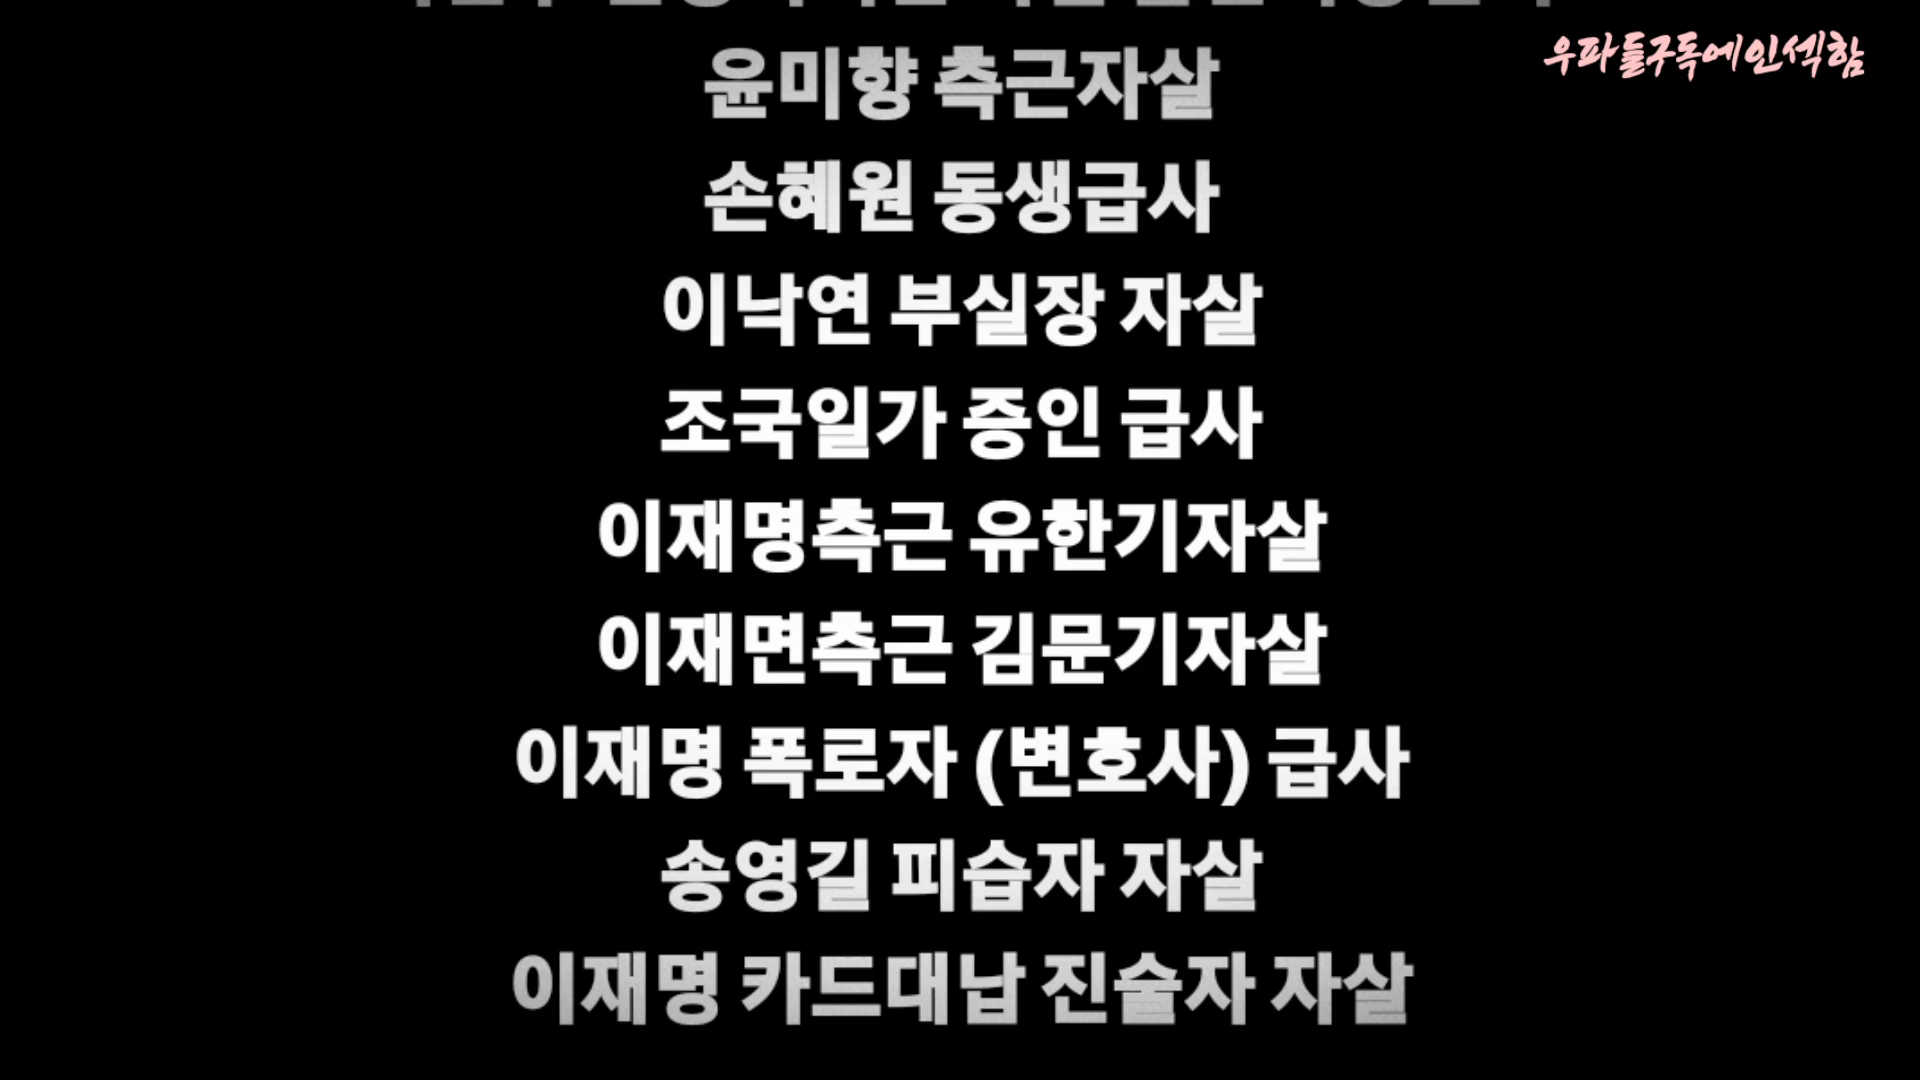 우파들구독에인색함
윤미향 측근자살
손혜원 동생급사
이낙연 부실장 자살
조국일가 증인 급사
이재명측근 유한기자살
이재면측근 김문기자살
이재명 폭로자 (변호사) 급사
송영길 피습자 자살
이재명 카드대납 진술자 자살